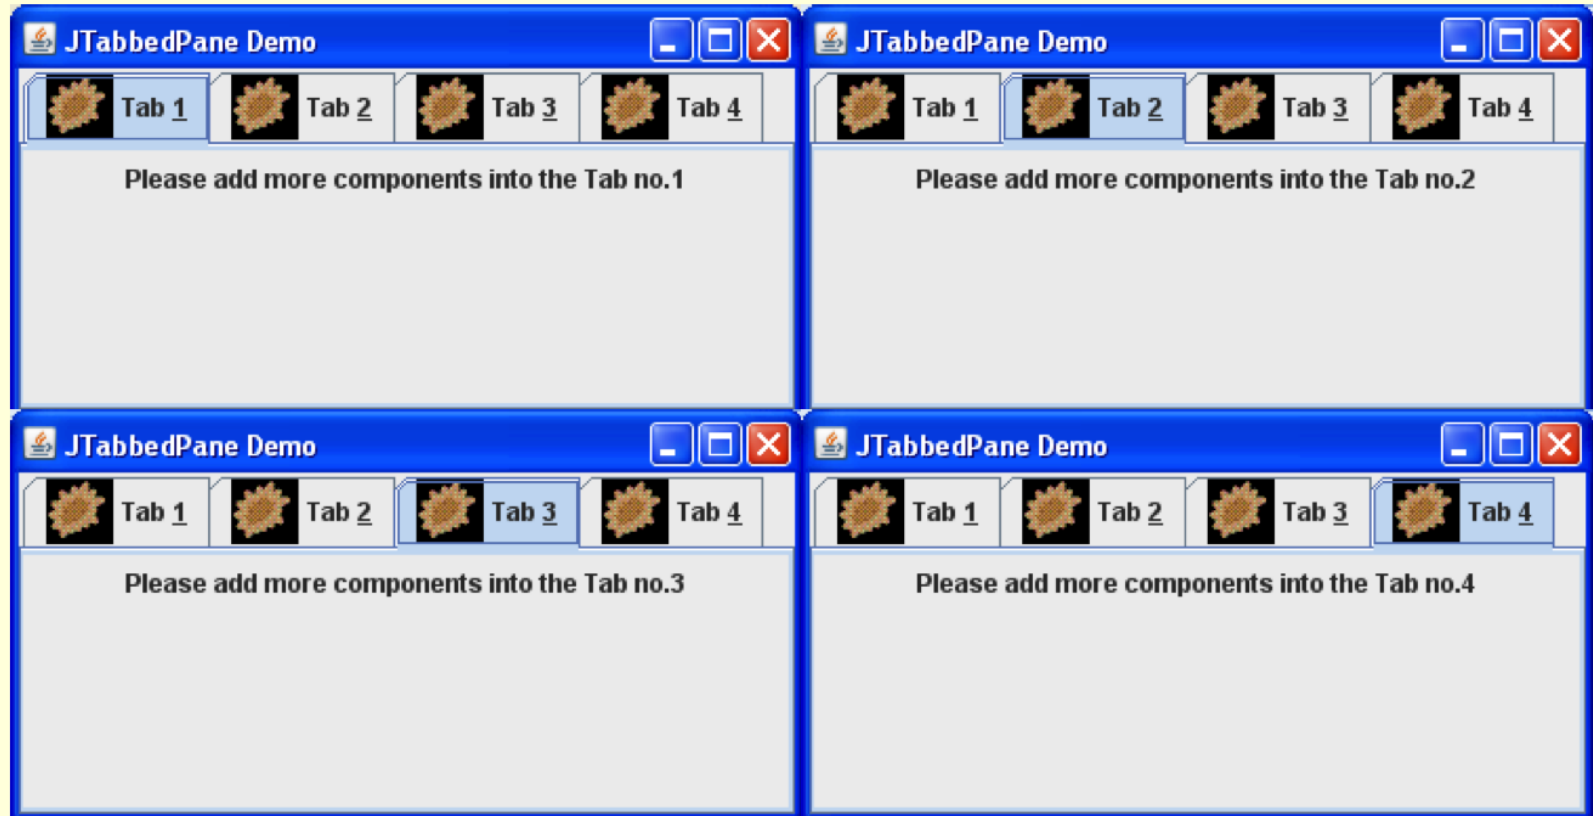 JTabbedPane Demo
Tab 1 Tab 2 Tab 3 Tab 4
Please add more components into the Tab no.1
JTabbedPane Demo
Tab 1 Tab 2 Tab 3 Tab 4
Please add more components into the Tab no.2
JTabbedPane Demo
Tab 1 Tab 2 Tab 3 Tab 4
Please add more components into the Tab no.3
JTabbedPane Demo
Tab 1 Tab 2 Tab 3 Tab 4
Please add more components into the Tab no.4